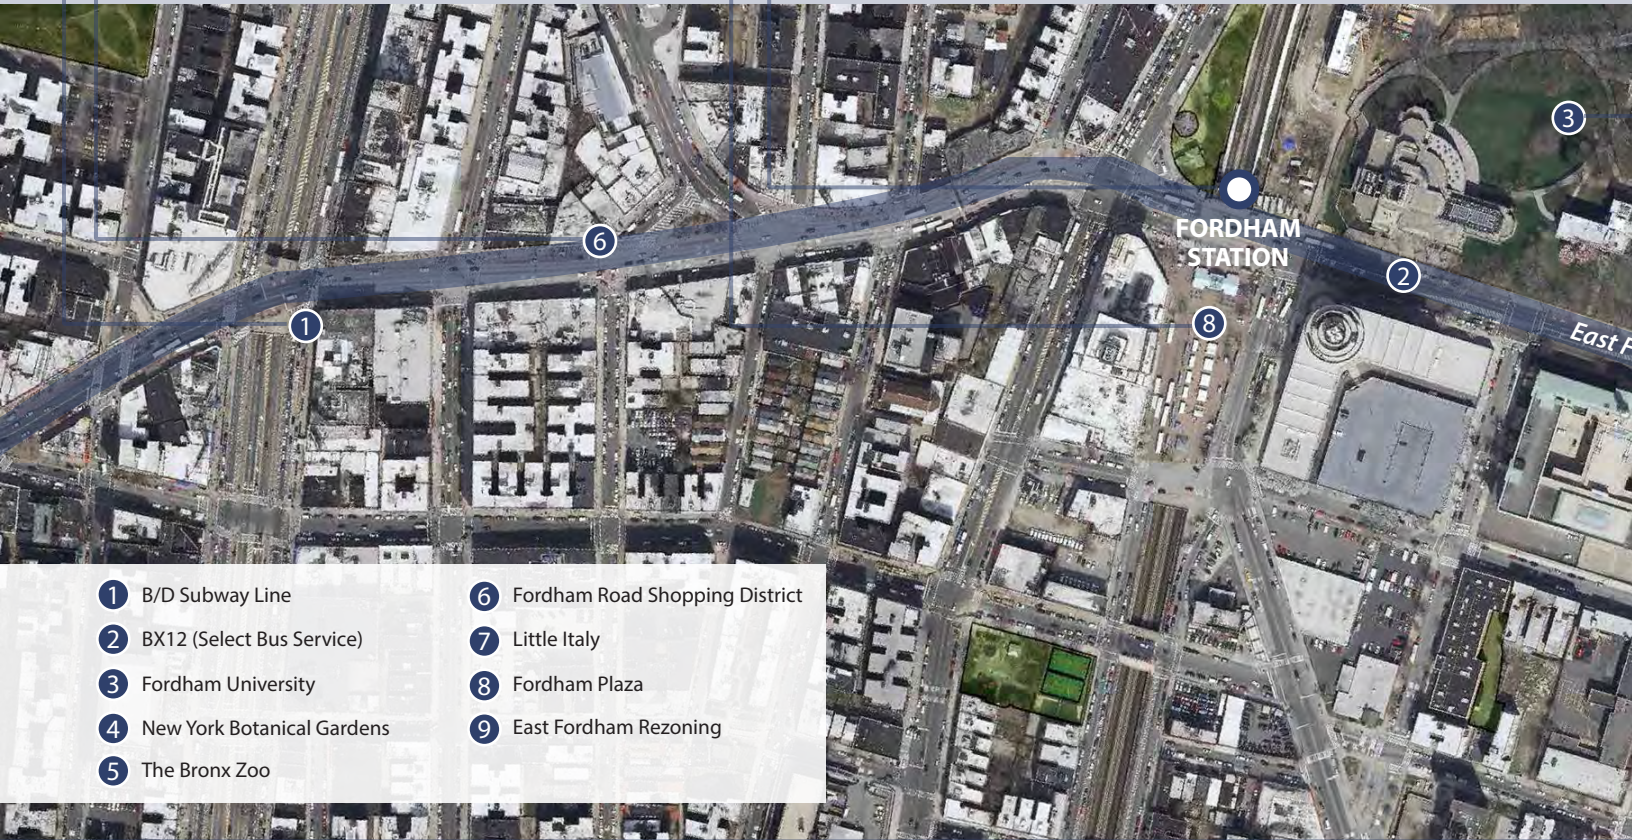 3
6
FORDHAM
STATION
2
1
8
East F
1 B/D Subway Line
2 BX12 (Select Bus Service)
3 Fordham University
4 New York Botanical Gardens
5 The Bronx Zoo
6 Fordham Road Shopping District
7 Little Italy
8 Fordham Plaza
9 East Fordham Rezoning